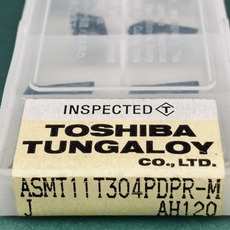 INSPECTED T
TOSHIBA
TUNGALOY
CO., LTD.
ASMT11T304PDPR-M
J AH120